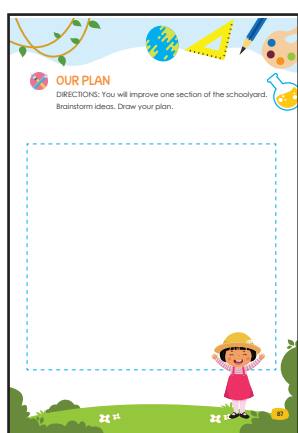 OUR PLAN
DIRECTIONS: You will improve one section of the schoolyard.
Brainstorm ideas. Draw your plan.
87